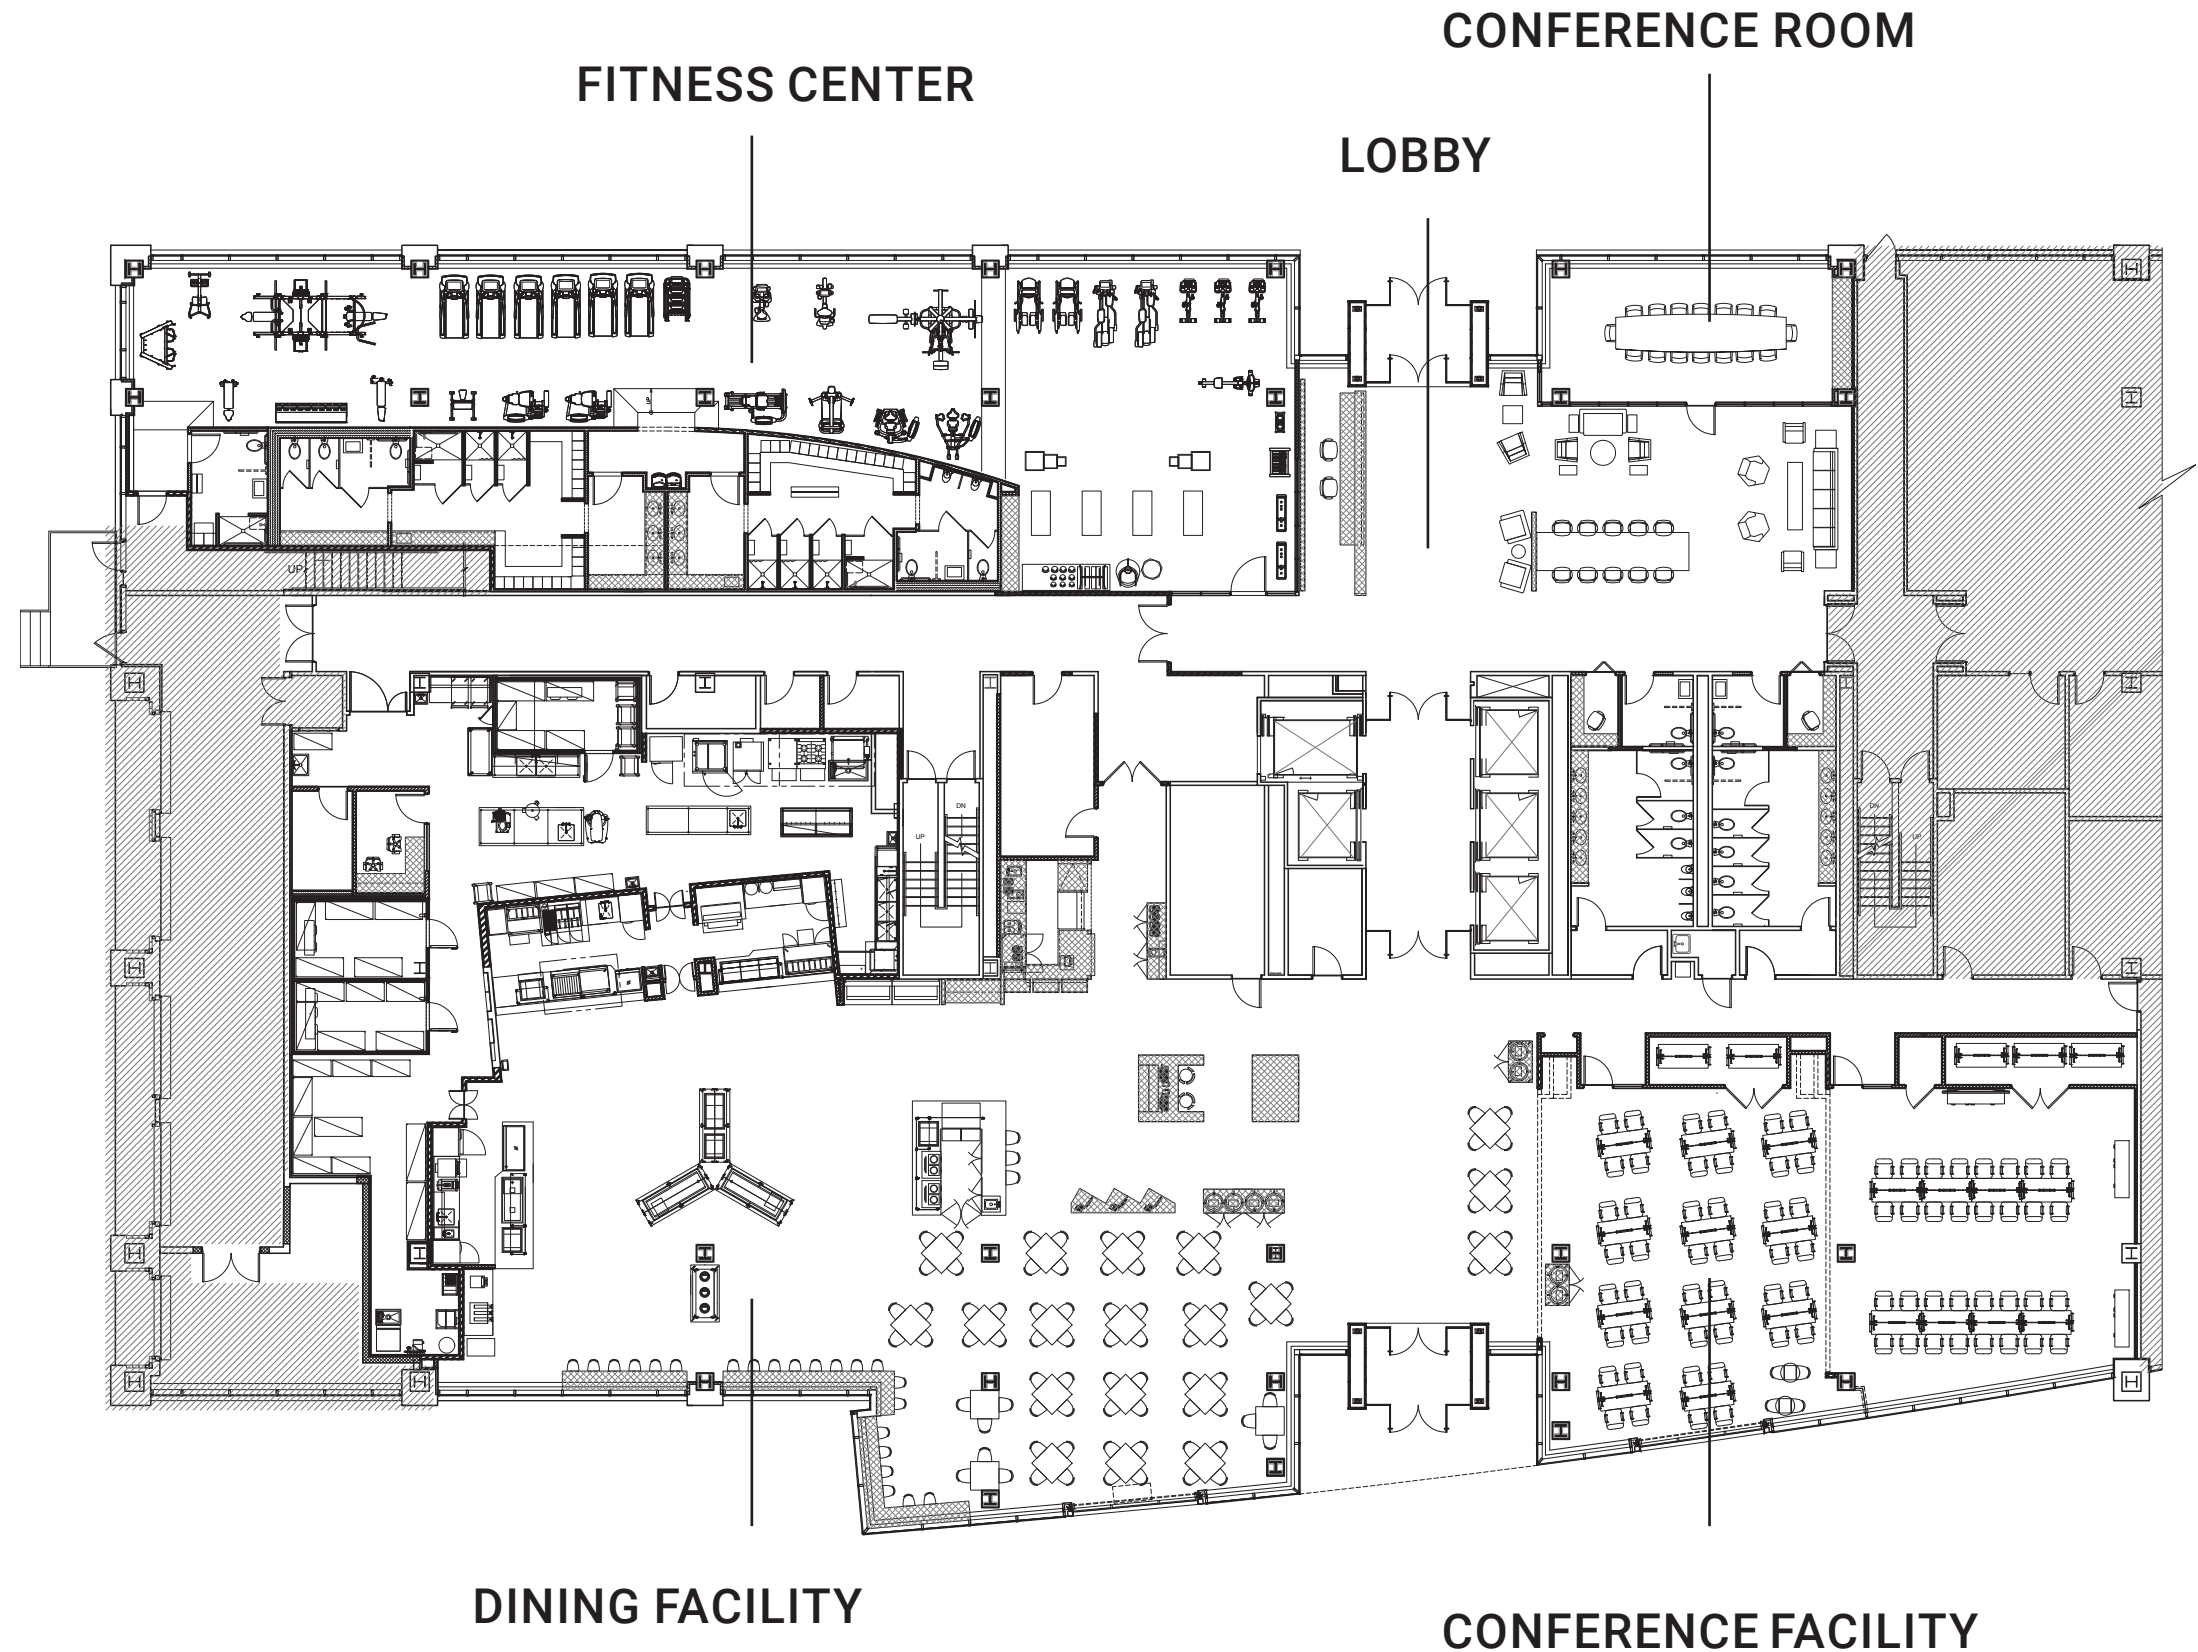 CONFERENCE ROOM
FITNESS CENTER
LOBBY
UP
UP
DN
UP
DN
UP
DINING FACILITY
CONFERENCE FACILITY